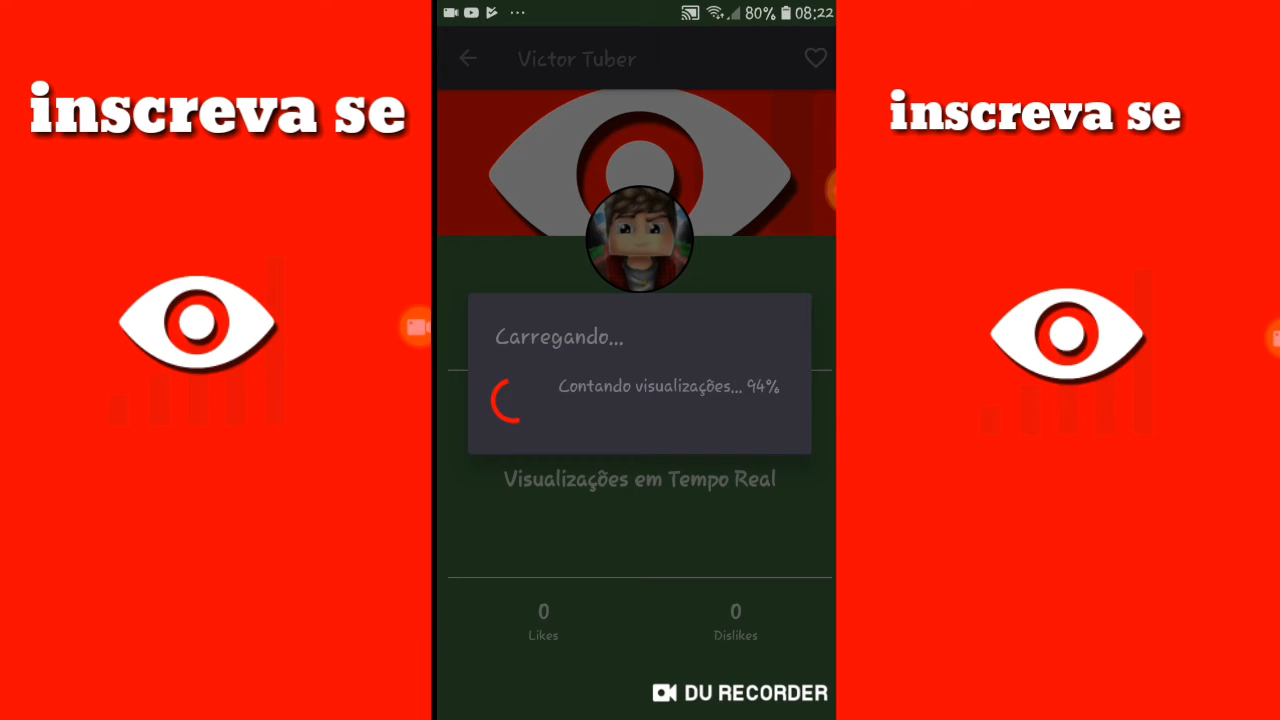 80% 08:22
Victor Tuber
inscreva se
inscreva se
Carregando...
Contando visualizações... 94%
Visualizações em Tempo Real
0 0
Likes Dislikes
DU RECORDER